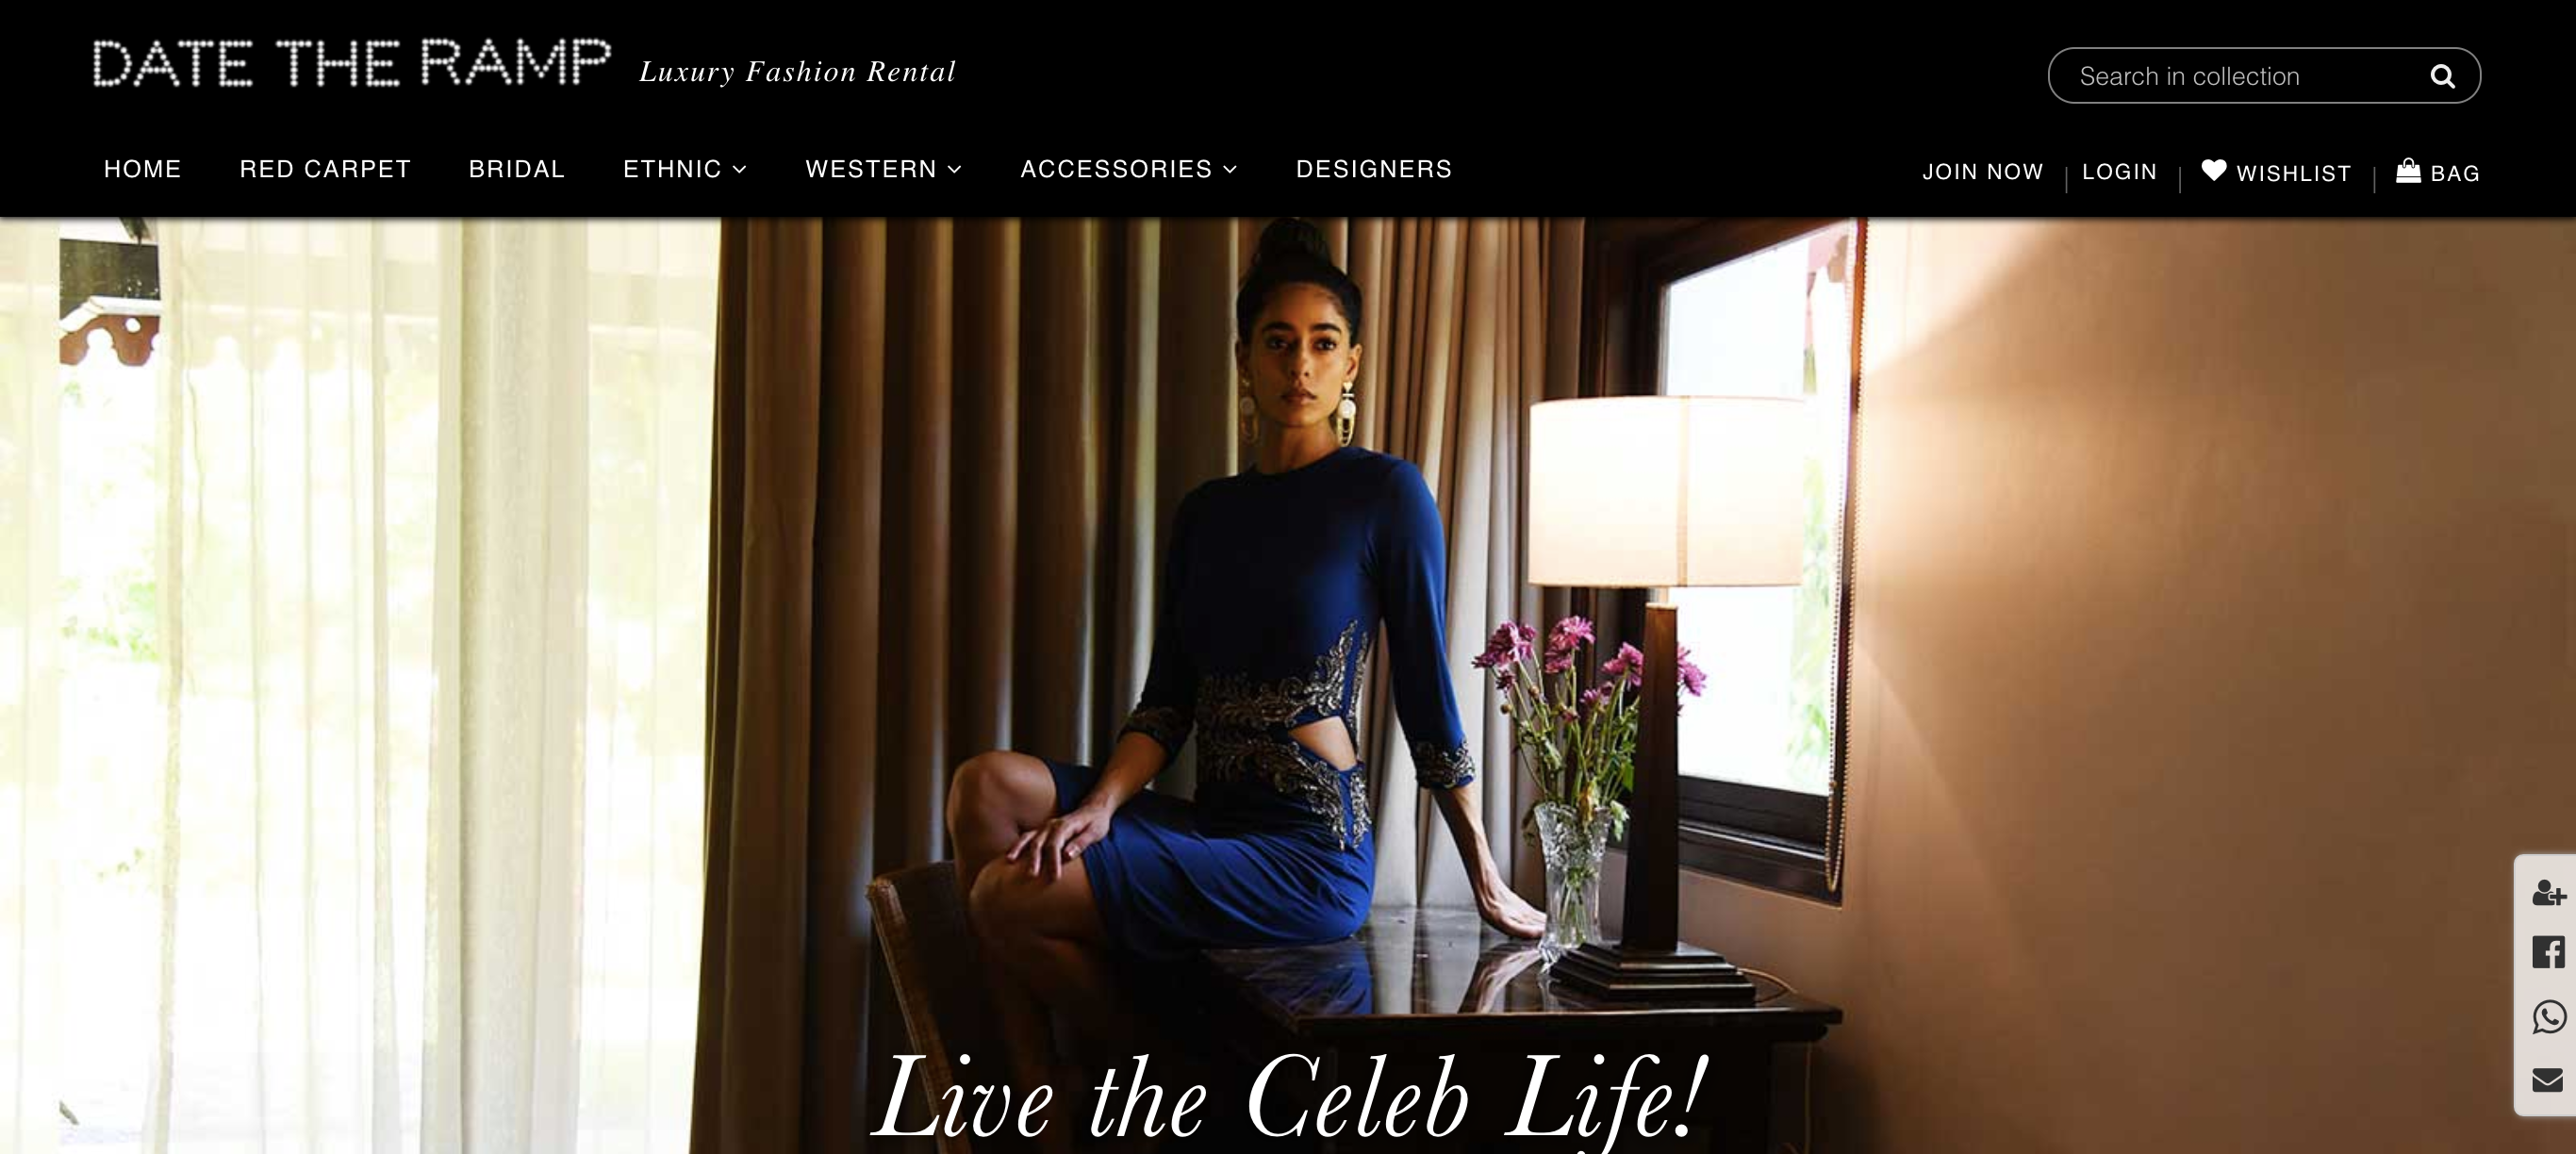 DATE THE RAMP
Luxury Fashion Rental
Search in collection
HOME
RED CARPET
BRIDAL
ETHNIC
WESTERN
ACCESSORIES
DESIGNERS
JOIN NOW
LOGIN
WISHLIST
BAG
Live the Celeb Life!